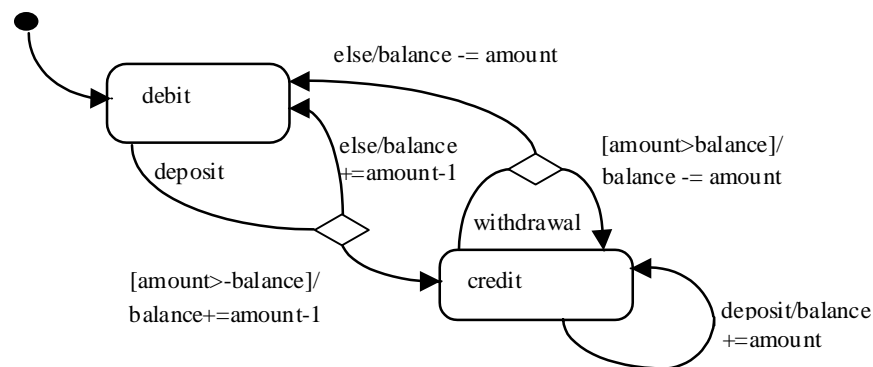 else/balance -= amount
debit
else/balance
+=amount-1
[amount>balance]/
balance -= amount
deposit
withdrawal
[amount>-balance]/
balance+=amount-1
credit
deposit/balance
+=amount